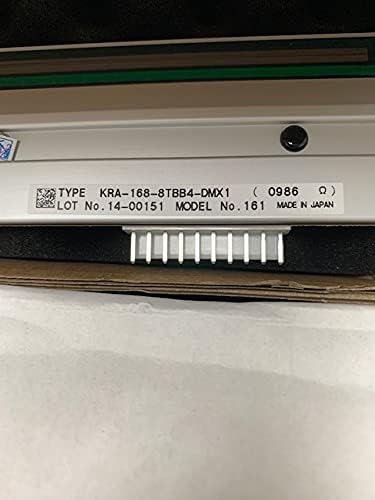 TYPE KRA-168-8TBB4-DMX1 ( 0986 Ω)
LOT No.14-00151 MODEL No.161 MADE IN JAPAN